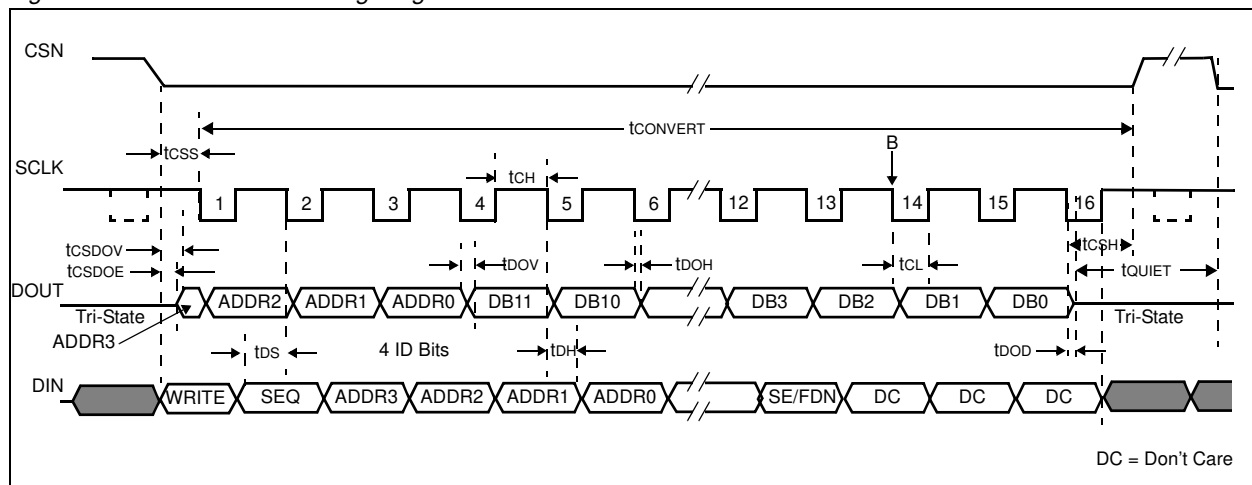 CSN
tCONVERT
B
tCSS
SCLK
tCH
1 2 3 4 5 6 12 13 14 15 16
tCSH
tCSDOV
tDOV
tDOH
tCL
tCSDOE
tQUIET
DOUT
ADDR2 ADDR1 ADDR0 DB11 DB10 DB3 DB2 DB1 DB0
Tri-State
Tri-State
ADDR3
tDS
4 ID Bits
tDH
tDOD
DIN
WRITE SEQ ADDR3 ADDR2 ADDR1 ADDR0 SE/FDN DC DC DC
DC = Don't Care